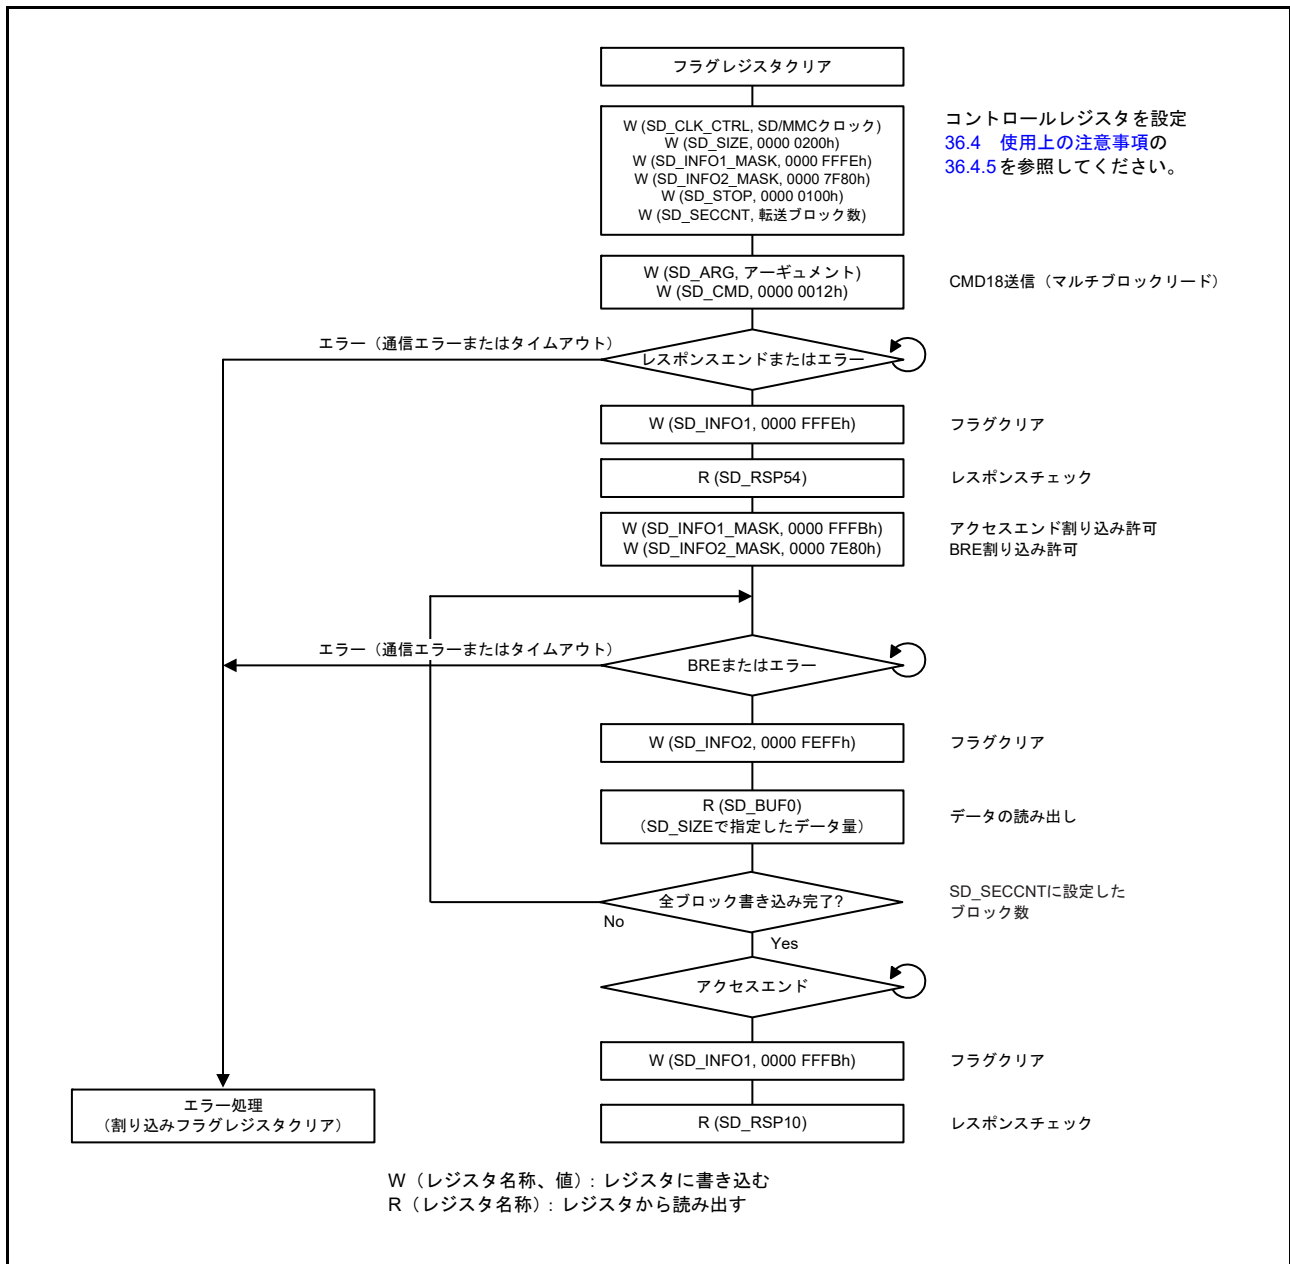 フラグレジスタクリア
W (SD_CLK_CTRL, SD/MMCクロック)
W (SD_SIZE, 0000 0200h)
W (SD_INFO1_MASK, 0000 FFFEh)
W (SD_INFO2_MASK, 0000 7F80h)
W (SD_STOP, 0000 0100h)
W (SD_SECCNT, 転送ブロック数)
コントロールレジスタを設定
36.4 使用上の注意事項の
36.4.5を参照してください。
W (SD_ARG, アーギュメント)
W (SD_CMD, 0000 0012h)
CMD18送信（マルチブロックリード）
エラー（通信エラーまたはタイムアウト）
レスポンスエンドまたはエラー
W (SD_INFO1, 0000 FFFEh)
フラグクリア
R (SD_RSP54)
レスポンスチェック
W (SD_INFO1_MASK, 0000 FFFBh)
W (SD_INFO2_MASK, 0000 7E80h)
アクセスエンド割り込み許可
BRE割り込み許可
エラー（通信エラーまたはタイムアウト）
BREまたはエラー
W (SD_INFO2, 0000 FEFFh)
フラグクリア
R (SD_BUF0)
（SD_SIZEで指定したデータ量）
データの読み出し
全ブロック書き込み完了?
SD_SECCNTに設定した
ブロック数
No
Yes
アクセスエンド
W (SD_INFO1, 0000 FFFBh)
フラグクリア
エラー処理
（割り込みフラグレジスタクリア）
R (SD_RSP10)
レスポンスチェック
W（レジスタ名称、値）: レジスタに書き込む
R（レジスタ名称）: レジスタから読み出す